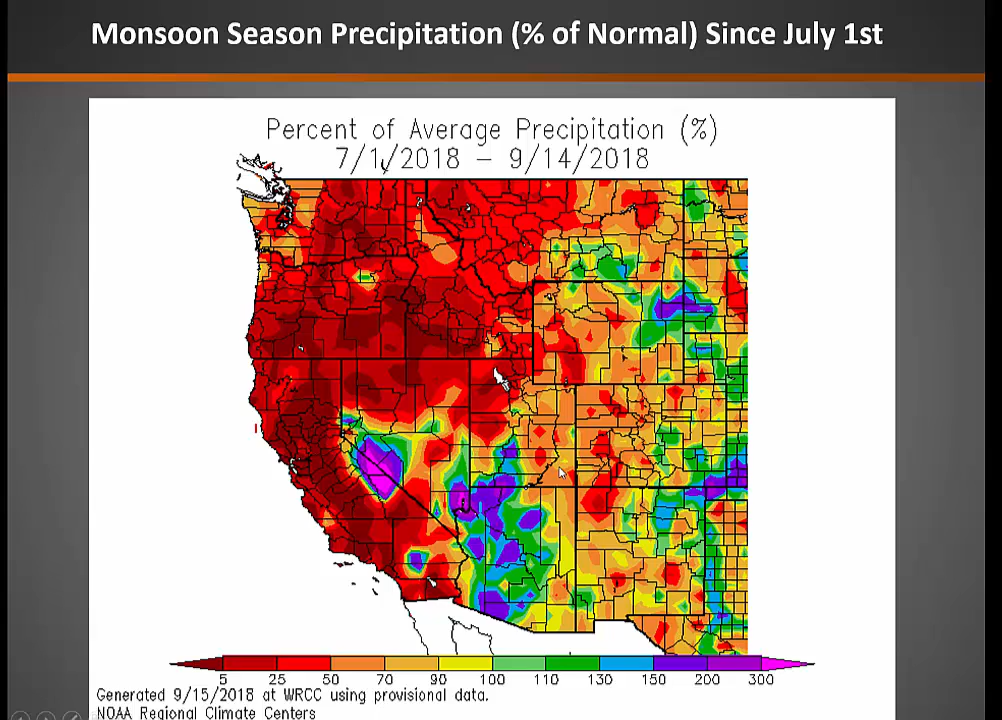 Monsoon Season Precipitation (% of Normal) Since July 1st
Percent of Average Precipitation (%)
7/1/2018 – 9/14/2018
5 25 50 70 90 100 110 130 150 200 300
Generated 9/15/2018 at WRCC using provisional data.
NOAA Regional Climate Centers